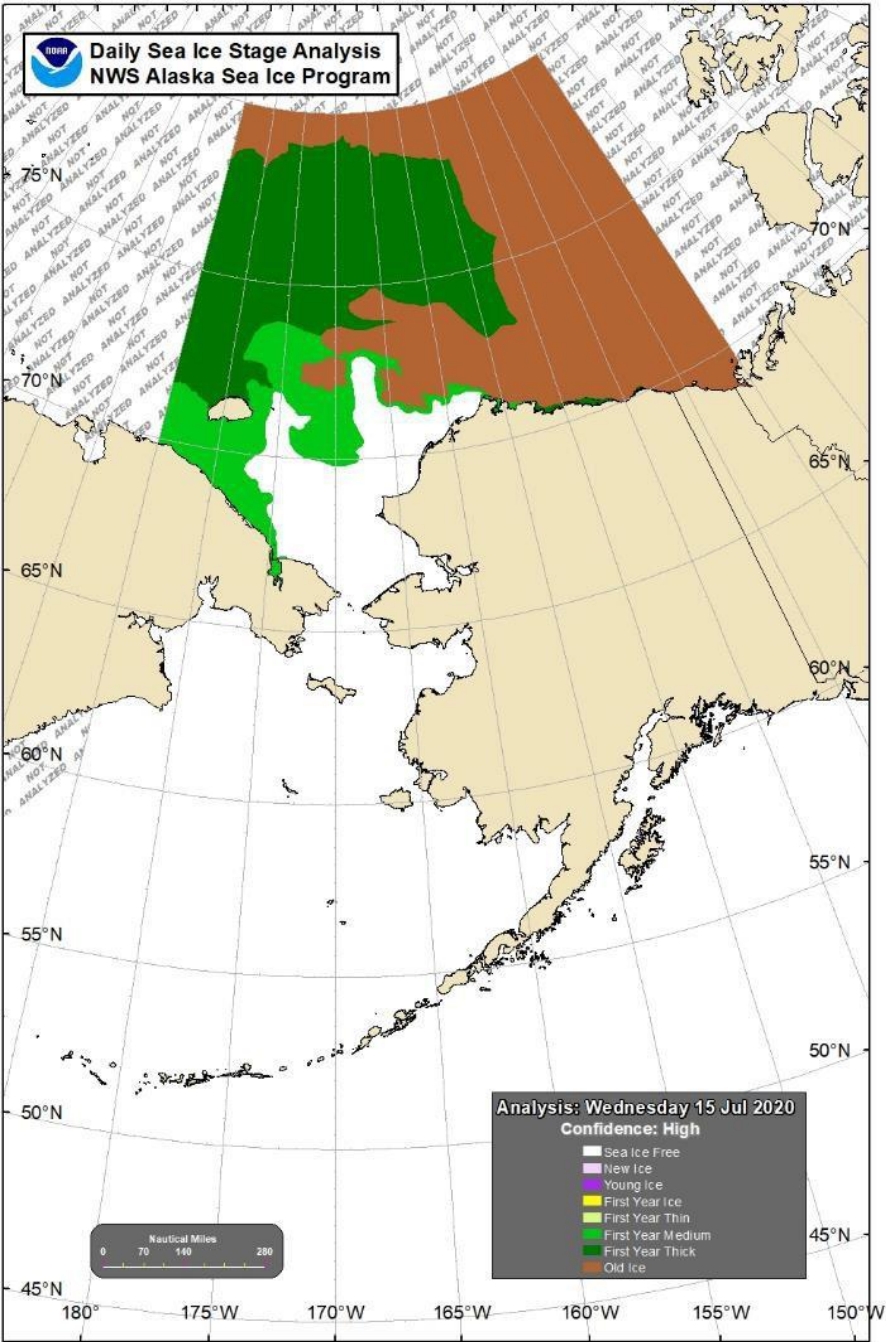 NOAA
Daily Sea Ice Stage Analysis
NWS Alaska Sea Ice Program
NOT ANALYZED
75°N
70°N
70°N
65°N
65°N
60°N
60°N
55°N
55°N
50°N
50°N
45°N
45°N
Analysis: Wednesday 15 Jul 2020
Confidence: High
Sea Ice Free
New Ice
Young Ice
First Year Ice
First Year Thin
First Year Medium
First Year Thick
Old Ice
Nautical Miles
0 70 140 280
180° 175°W 170°W 165°W 160°W 155°W 150°W